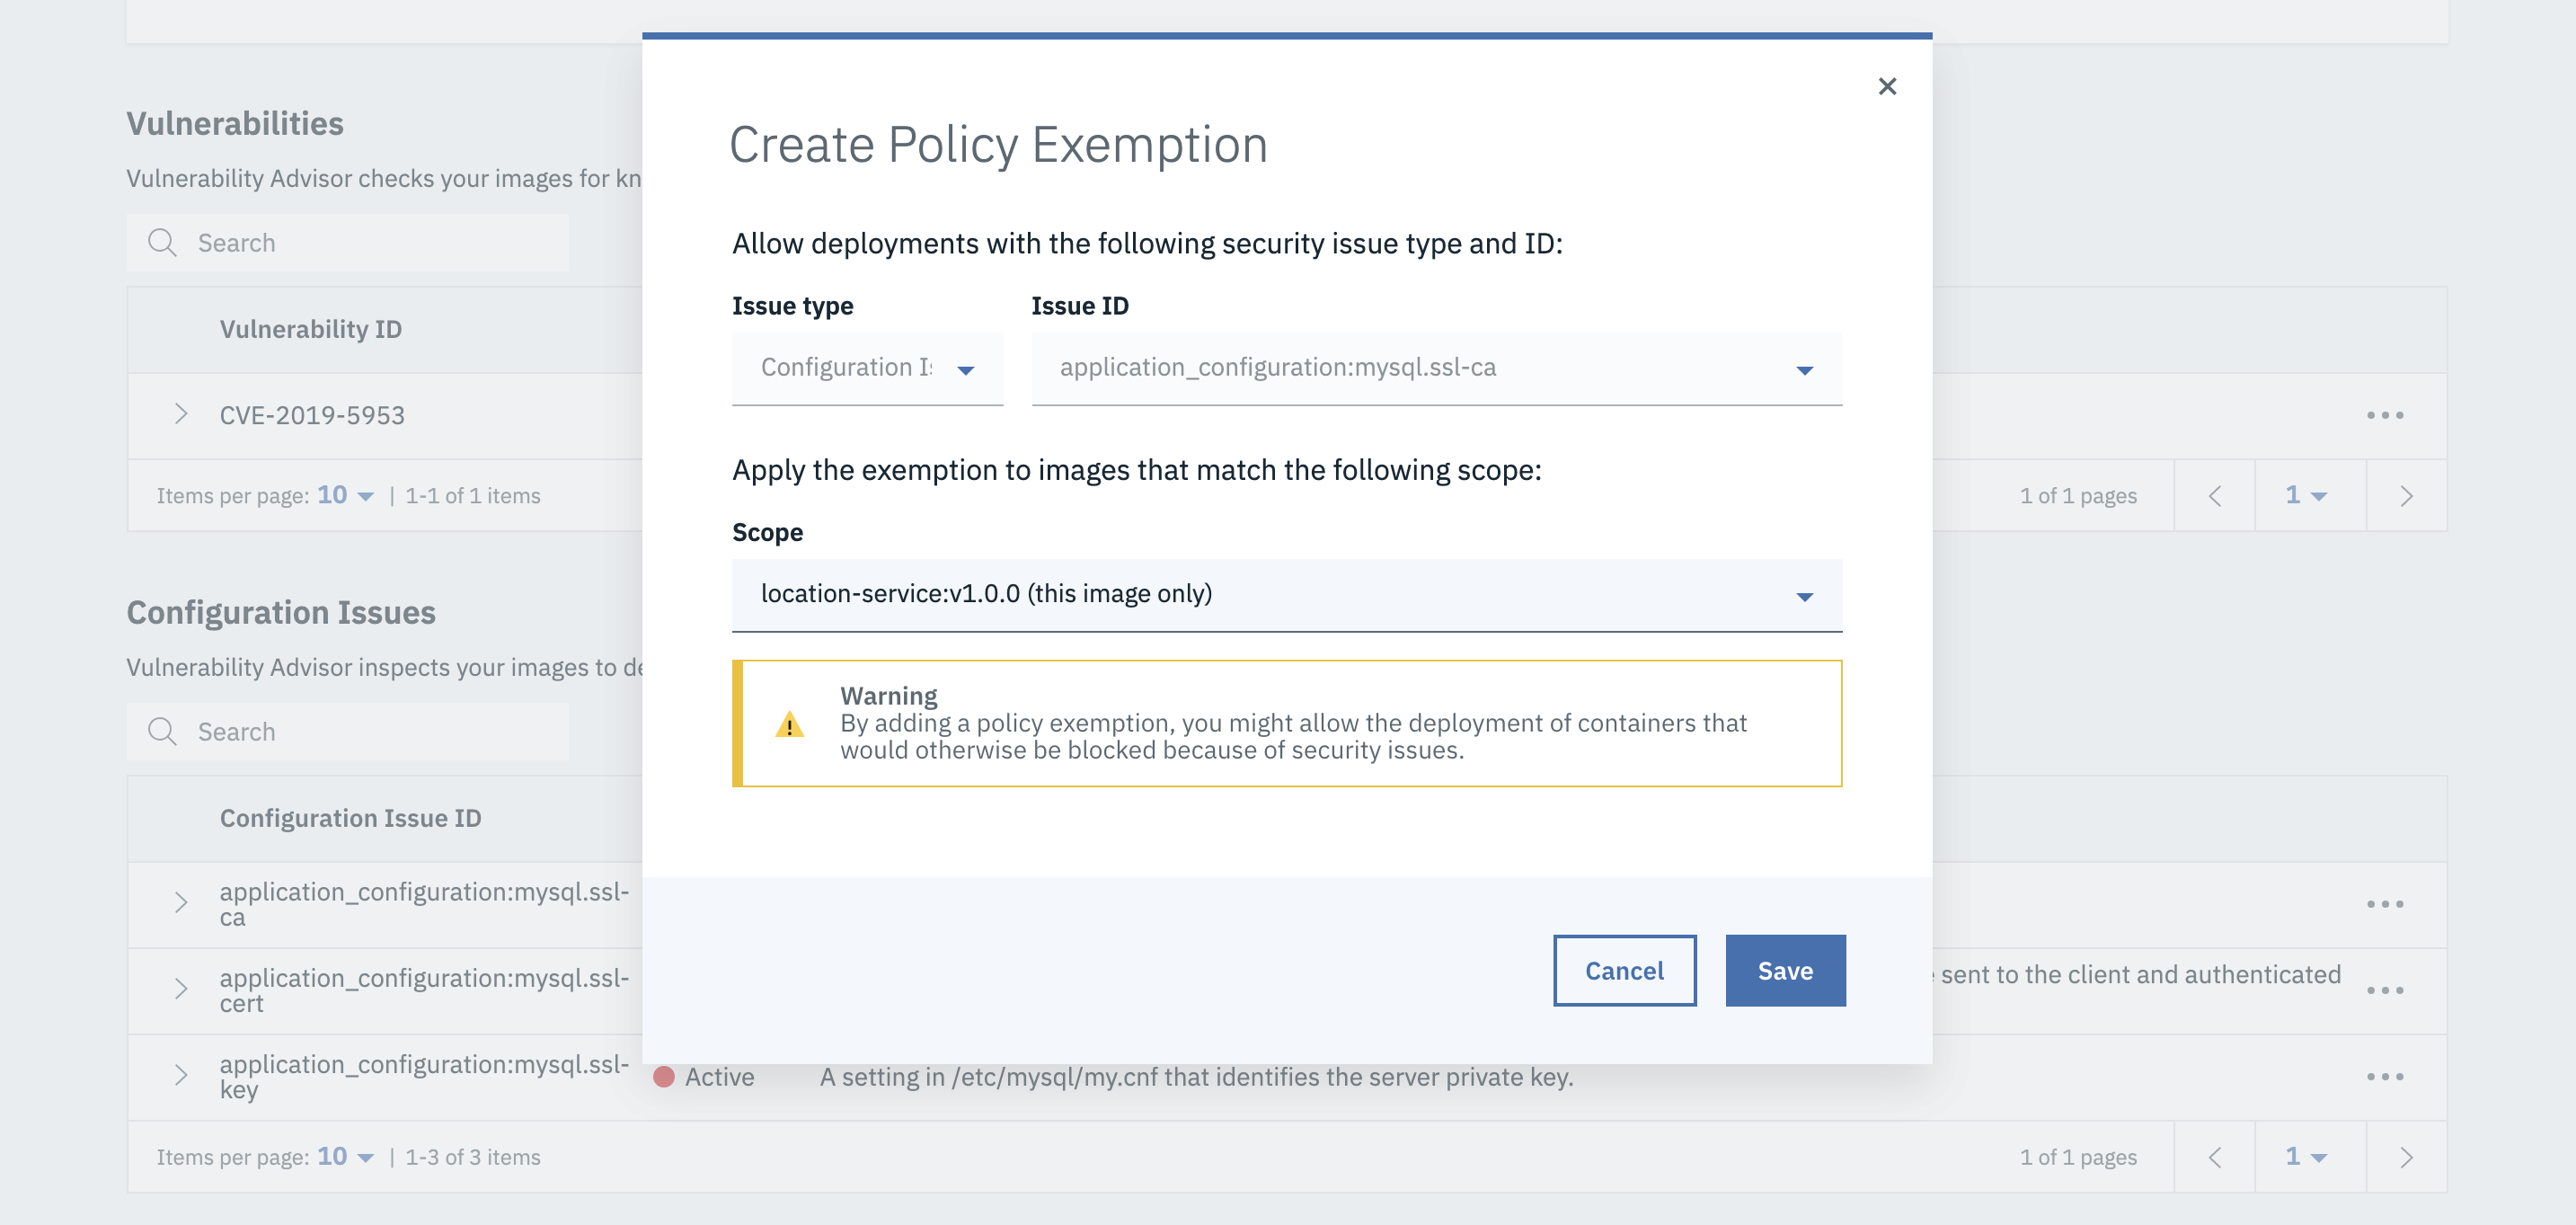 Vulnerabilities
Vulnerability Advisor checks your images for kn
Search
Vulnerability ID
CVE-2019-5953
Items per page: 10 | 1-1 of 1 items
1 of 1 pages
1
Configuration Issues
Vulnerability Advisor inspects your images to de
Search
Configuration Issue ID
application_configuration:mysql.ssl-
ca
application_configuration:mysql.ssl-
cert
sent to the client and authenticated
application_configuration:mysql.ssl-
key
Active
A setting in /etc/mysql/my.cnf that identifies the server private key.
Items per page: 10 | 1-3 of 3 items
1 of 1 pages
1
Create Policy Exemption
Allow deployments with the following security issue type and ID:
Issue type
Issue ID
Configuration Is
application_configuration:mysql.ssl-ca
Apply the exemption to images that match the following scope:
Scope
location-service:v1.0.0 (this image only)
Warning
By adding a policy exemption, you might allow the deployment of containers that
would otherwise be blocked because of security issues.
Cancel
Save